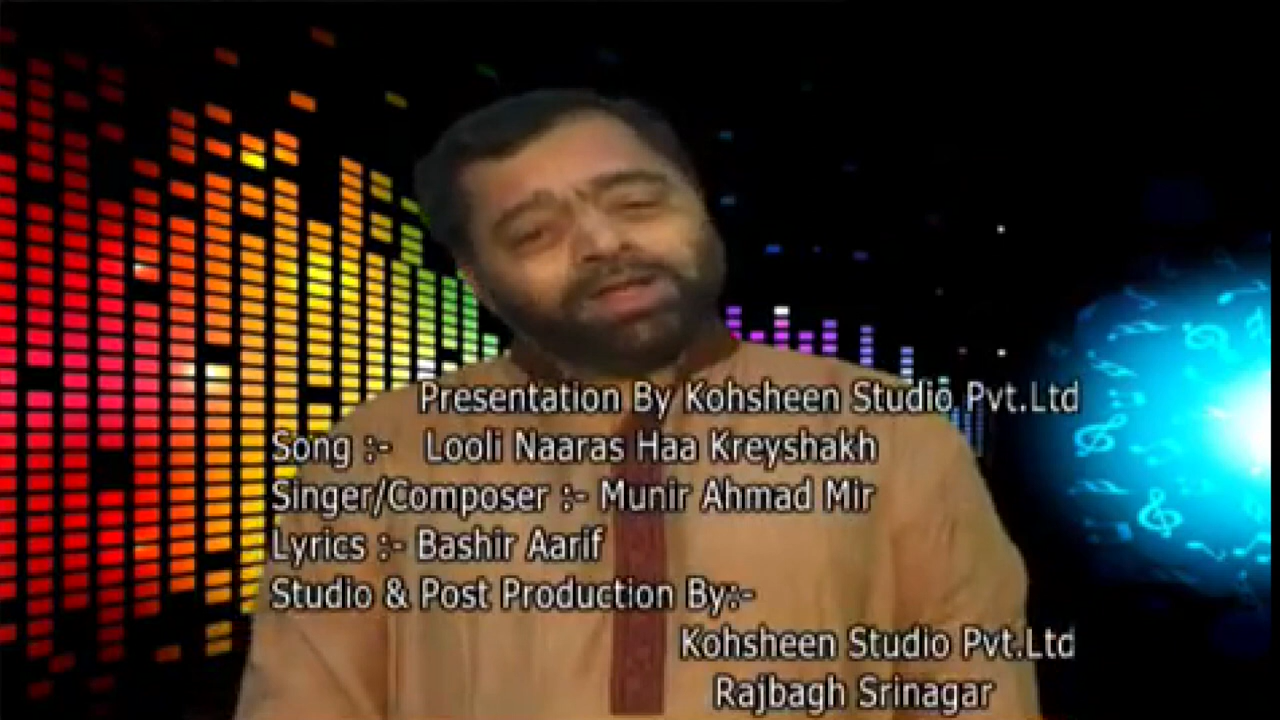 Presentation By Kohsheen Studio Pvt.Ltd
Song :- Looli Naaras Haa Kreyshakh
Singer/Composer :- Munir Ahmad Mir
Lyrics :- Bashir Aarif
Studio & Post Production By:-
Kohsheen Studio Pvt.Ltd
Rajbagh Srinagar